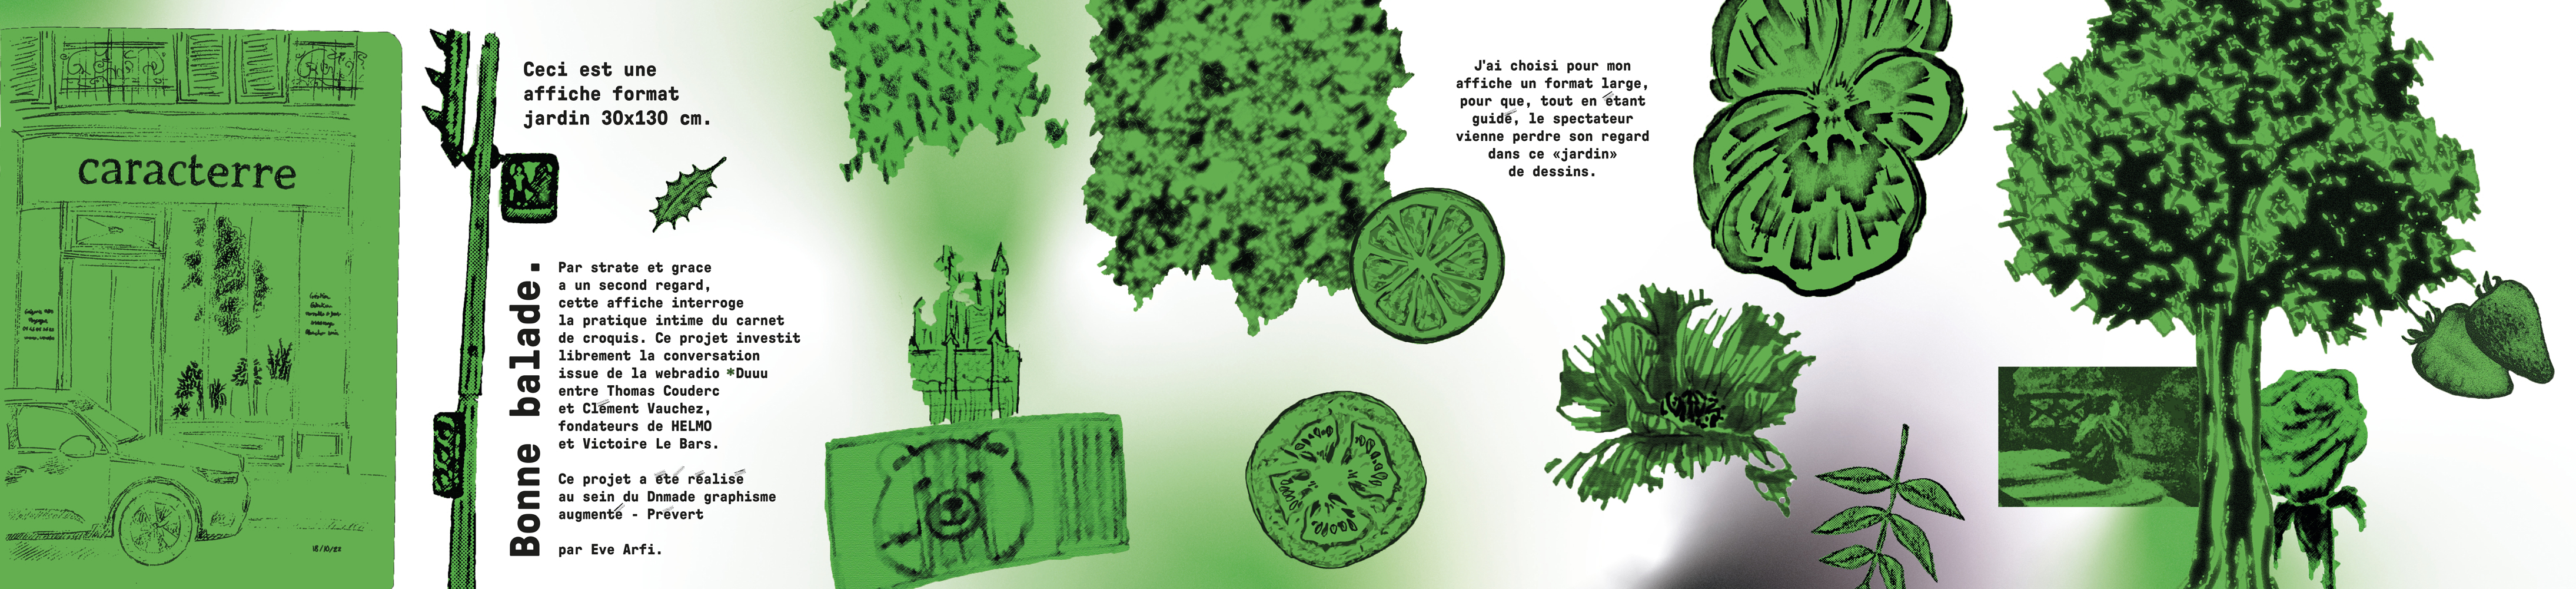 caracterre
18/10/22
Ceci est une
affiche format
jardin 30x130 cm.
Bonne balade.
Par strate et grace
a un second regard,
cette affiche interroge
la pratique intime du carnet
de croquis. Ce projet investit
librement la conversation
issue de la webradio *Duuu
entre Thomas Couderc
et Clément Vauchez,
fondateurs de HELMO
et Victoire Le Bars.
Ce projet a été réalisé
au sein du Dnmade graphisme
augmenté - Prévert
par Eve Arfi.
J'ai choisi pour mon
affiche un format large,
pour que, tout en étant
guidé, le spectateur
vienne perdre son regard
dans ce «jardin»
de dessins.